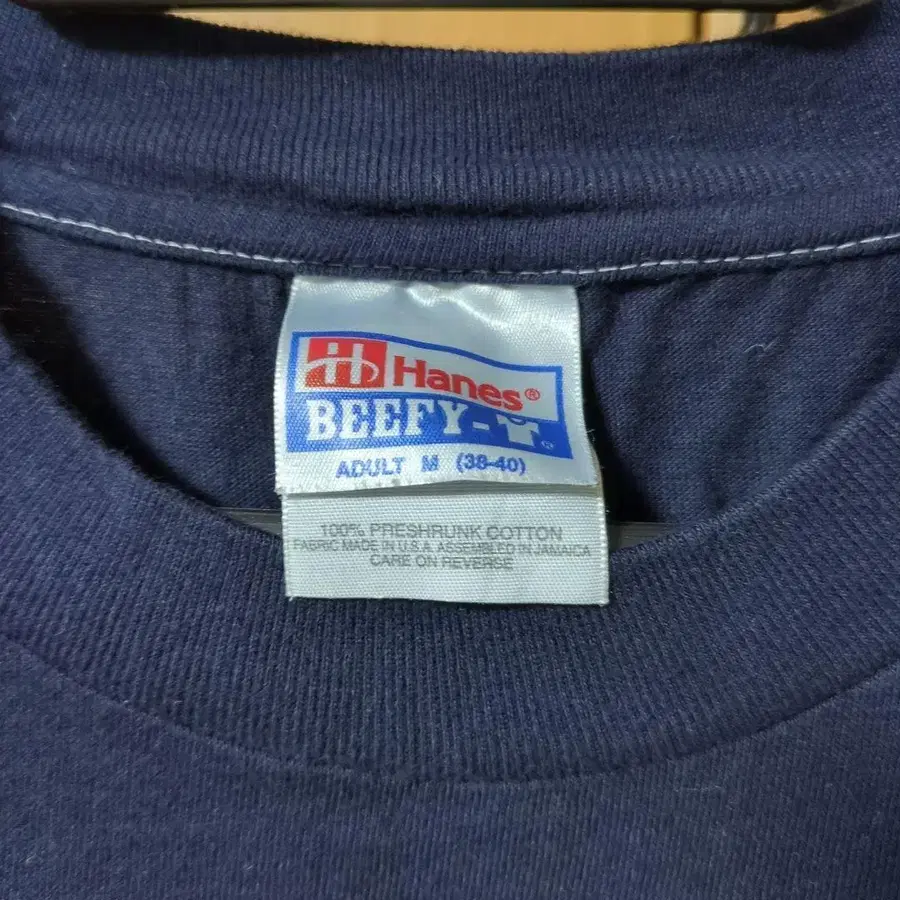 Hanes®
BEEFY-T®
ADULT M (38-40)
100% PRESHRUNK COTTON
FABRIC MADE IN U.S.A. ASSEMBLED IN JAMAICA
CARE ON REVERSE